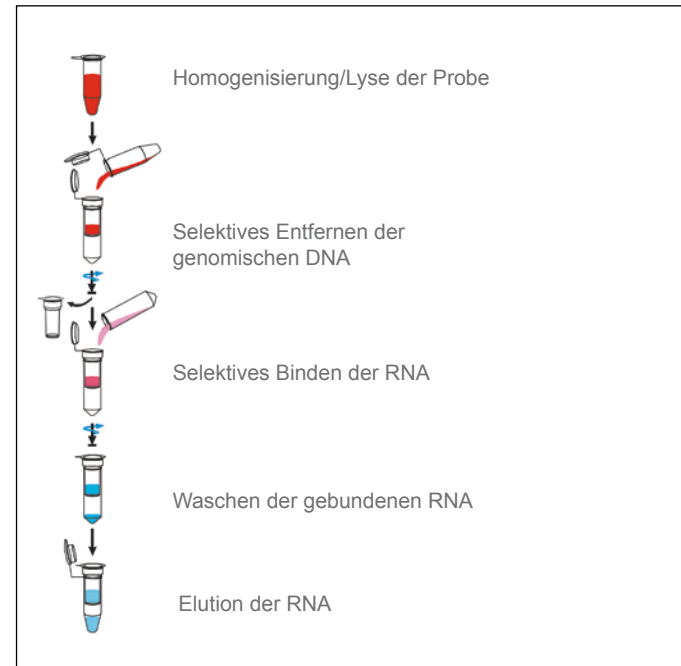 Homogenisierung/Lyse der Probe
Selektives Entfernen der
genomischen DNA
Selektives Binden der RNA
Waschen der gebundenen RNA
Elution der RNA